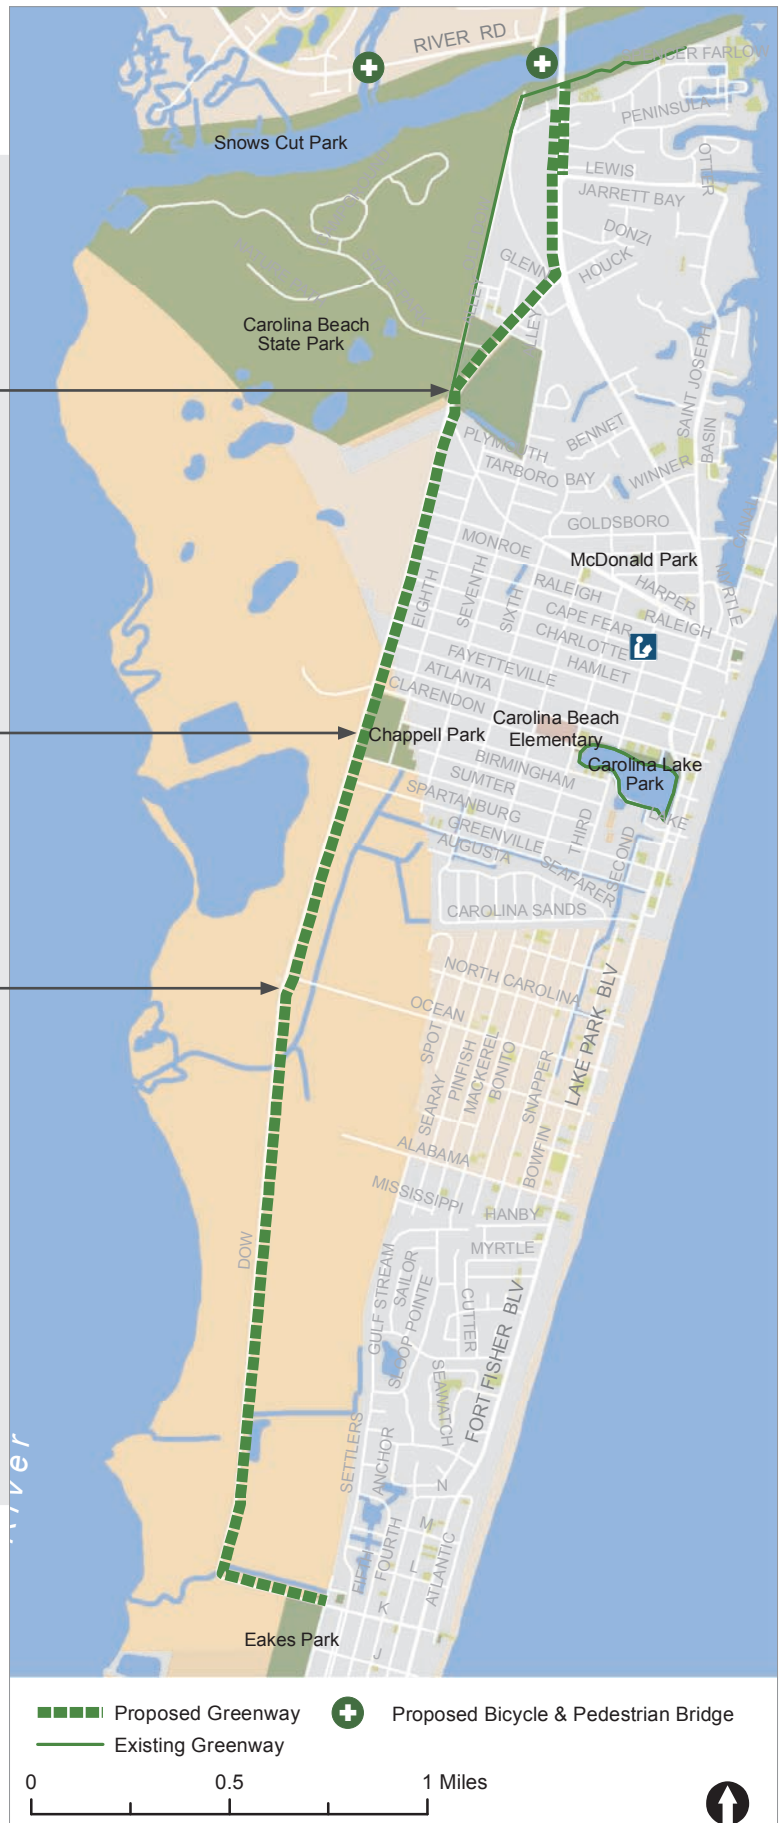 RIVER RD
Snows Cut Park
PENINSULA
LEWIS
OTTER
JARRETT BAY
DONZI
GLENN
HOUCK
Carolina Beach
State Park
SAINT JOSEPH
BASIN
PLYMOUTH
BENNET
TARBORO
BAY
WINNER
GOLDSBORO
MONROE
McDonald Park
CANAL
MYRTLE
EIGHTH
SEVENTH
SIXTH
RALEIGH
HARPER
CAPE FEAR
RALEIGH
CHARLOTTE
FAYETTEVILLE
HAMLET
ATLANTA
CLARENDON
Chappell Park
Carolina Beach
Elementary
Carolina Lake
Park
BIRMINGHAM
SUMTER
SPARTANBURG
LAKE
GREENVILLE
THIRD
SECOND
AUGUSTA
SEAFARER
CAROLINA SANDS
NORTH CAROLINA
LAKE PARK BLV
OCEAN
SPOT
SEARAY
PINFISH
MACKEREL
BONITO
SNAPPER
BOWFIN
ALABAMA
MISSISSIPPI
HANBY
MYRTLE
DOW
GULF STREAM
SAILOR
SLOOP POINTE
CUTTER
SEAWATCH
FORT FISHER BLV
River
SETTLERS
ANCHOR
N
M
FIFTH
FOURTH
L
ATLANTIC
K
Eakes Park
J
Proposed Greenway
Proposed Bicycle & Pedestrian Bridge
Existing Greenway
0 0.5 1 Miles